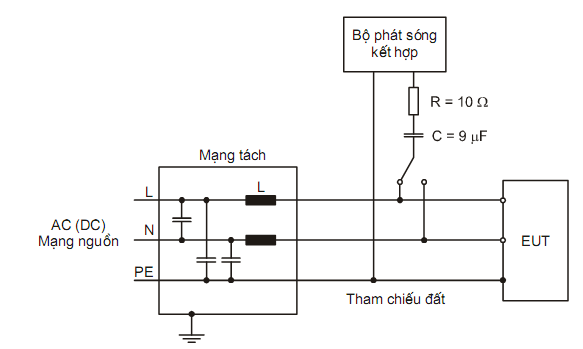 Bộ phát sóng
kết hợp
R = 10 Ω
C = 9 μF
Mạng tách
L
L
AC (DC)
Mạng nguồn
N
EUT
PE
Tham chiếu đất